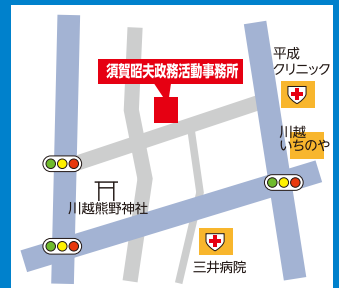 須賀昭夫政務活動事務所
平成
クリニック
川越
いちのや
川越熊野神社
三井病院